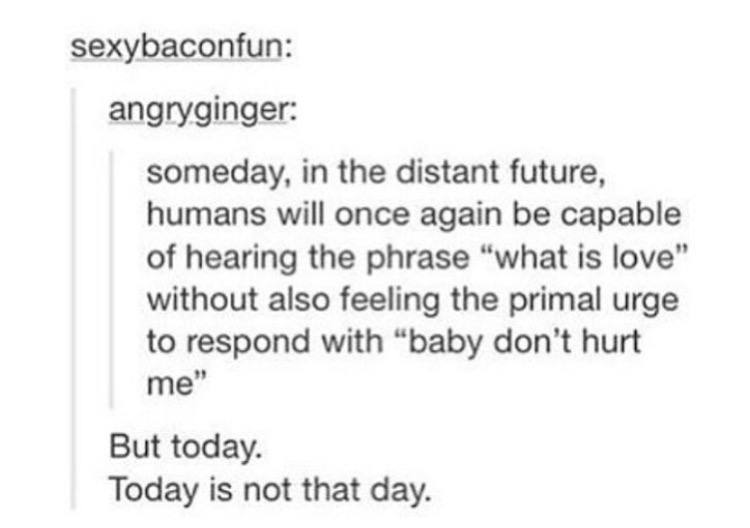 sexybaconfun:
angryginger:
someday, in the distant future,
humans will once again be capable
of hearing the phrase “what is love”
without also feeling the primal urge
to respond with “baby don’t hurt
me”
But today.
Today is not that day.